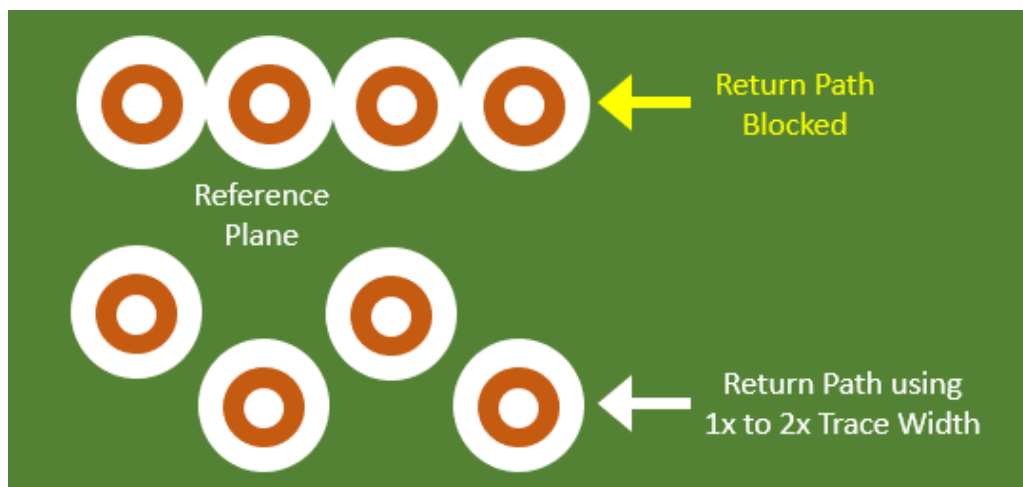 Return Path
Blocked
Reference
Plane
Return Path using
1x to 2x Trace Width